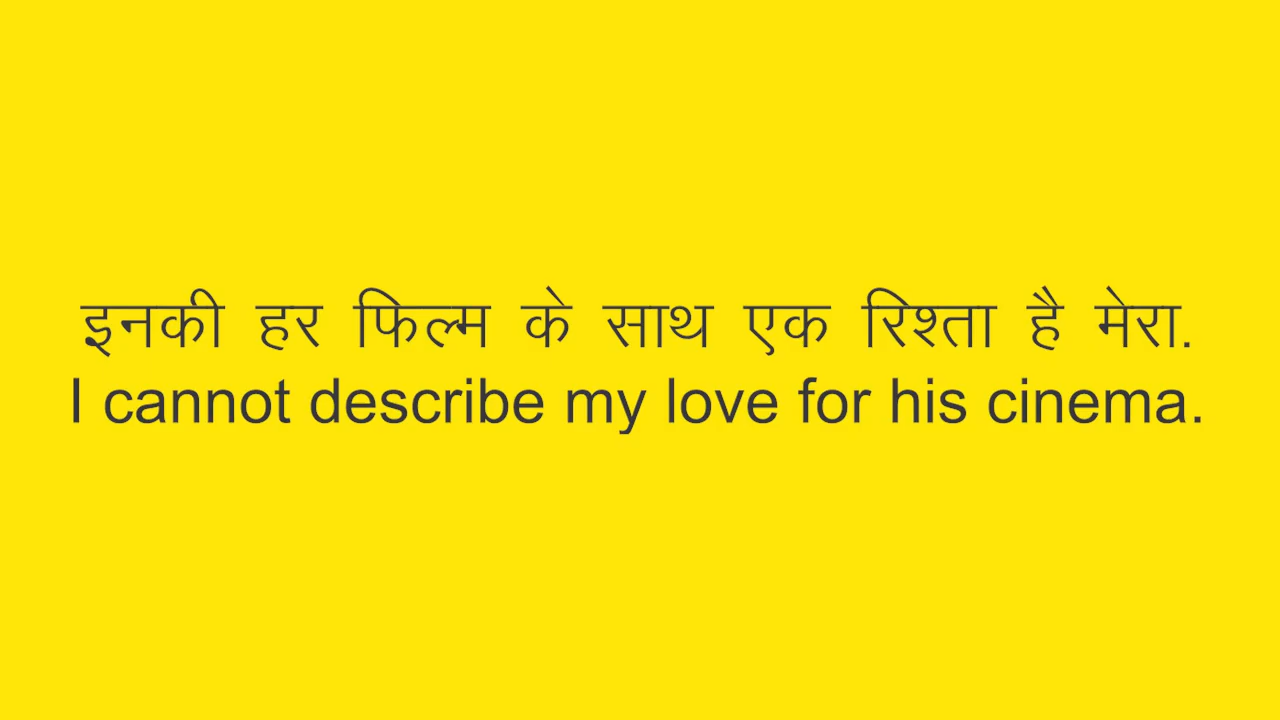 इनकी हर फिल्म के साथ एक रिश्ता है मेरा.
I cannot describe my love for his cinema.